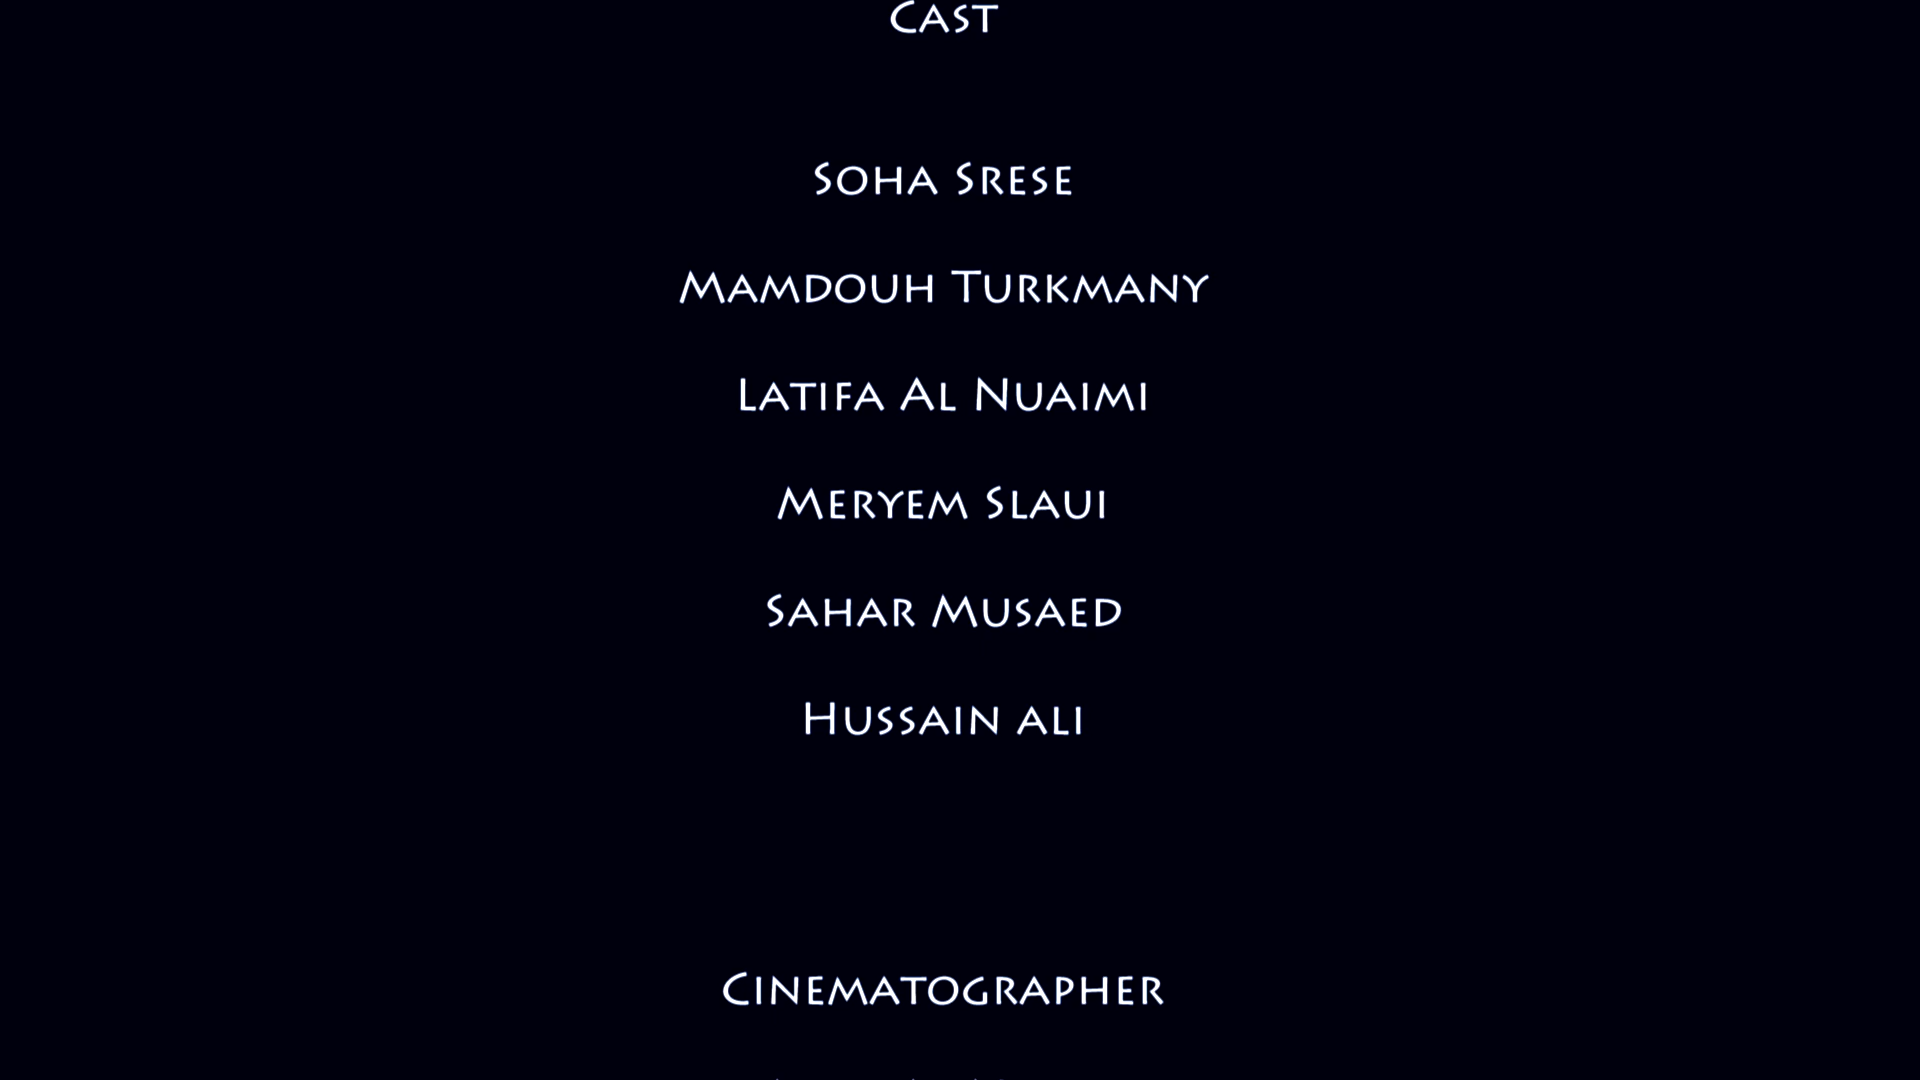 Cast
Soha Srese
Mamdouh Turkmany
Latifa Al Nuaimi
Meryem Slaui
Sahar Musaed
Hussain ali
Cinematographer